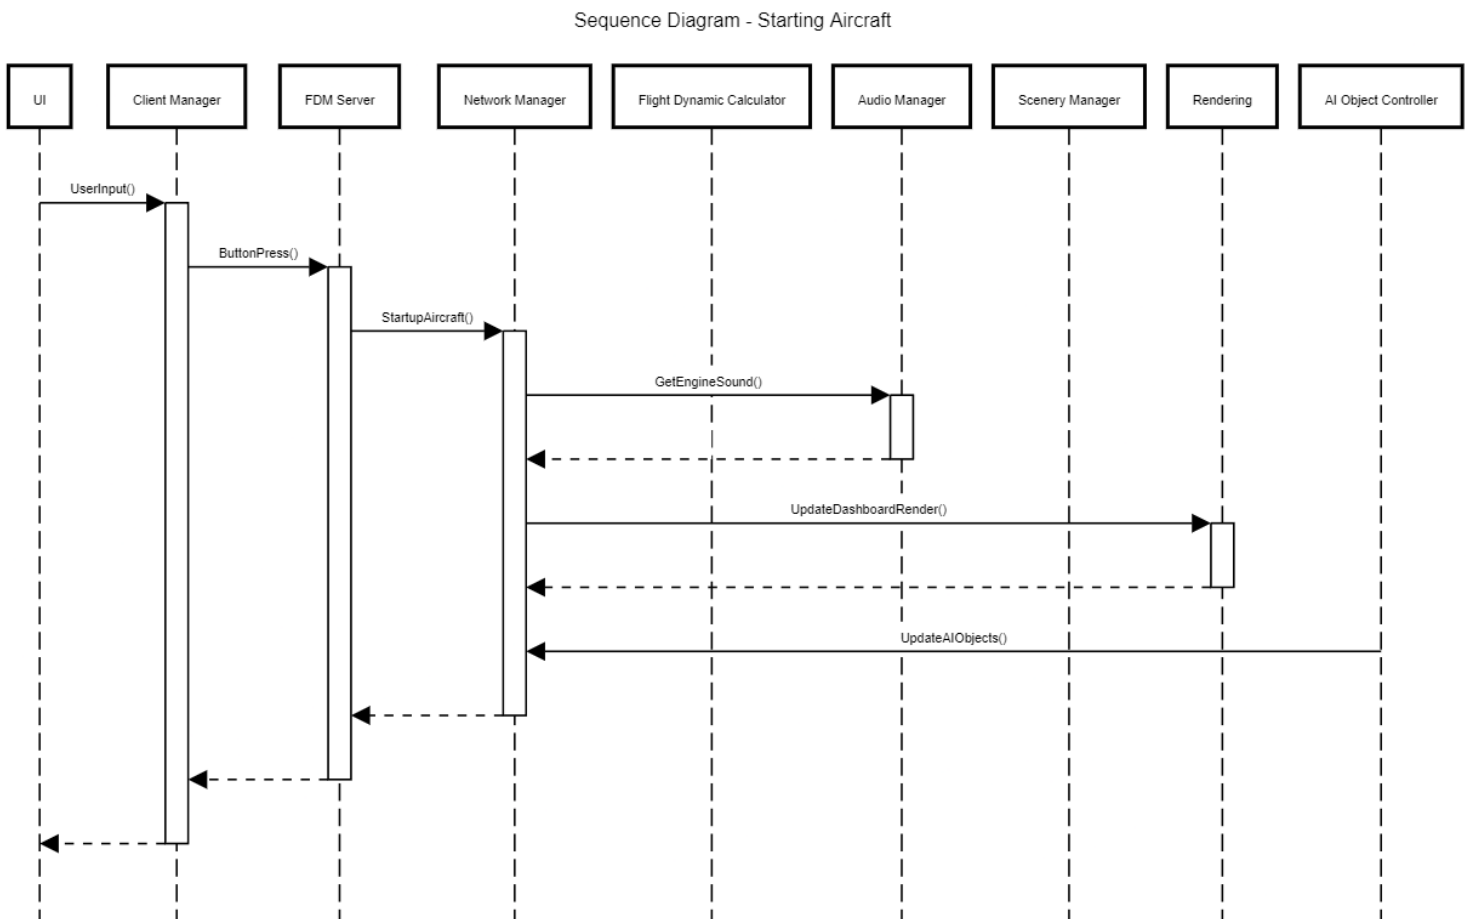 Sequence Diagram - Starting Aircraft
UI
Client Manager
FDM Server
Network Manager
Flight Dynamic Calculator
Audio Manager
Scenery Manager
Rendering
AI Object Controller
UserInput()
ButtonPress()
StartupAircraft()
GetEngineSound()
UpdateDashboardRender()
UpdateAIObjects()